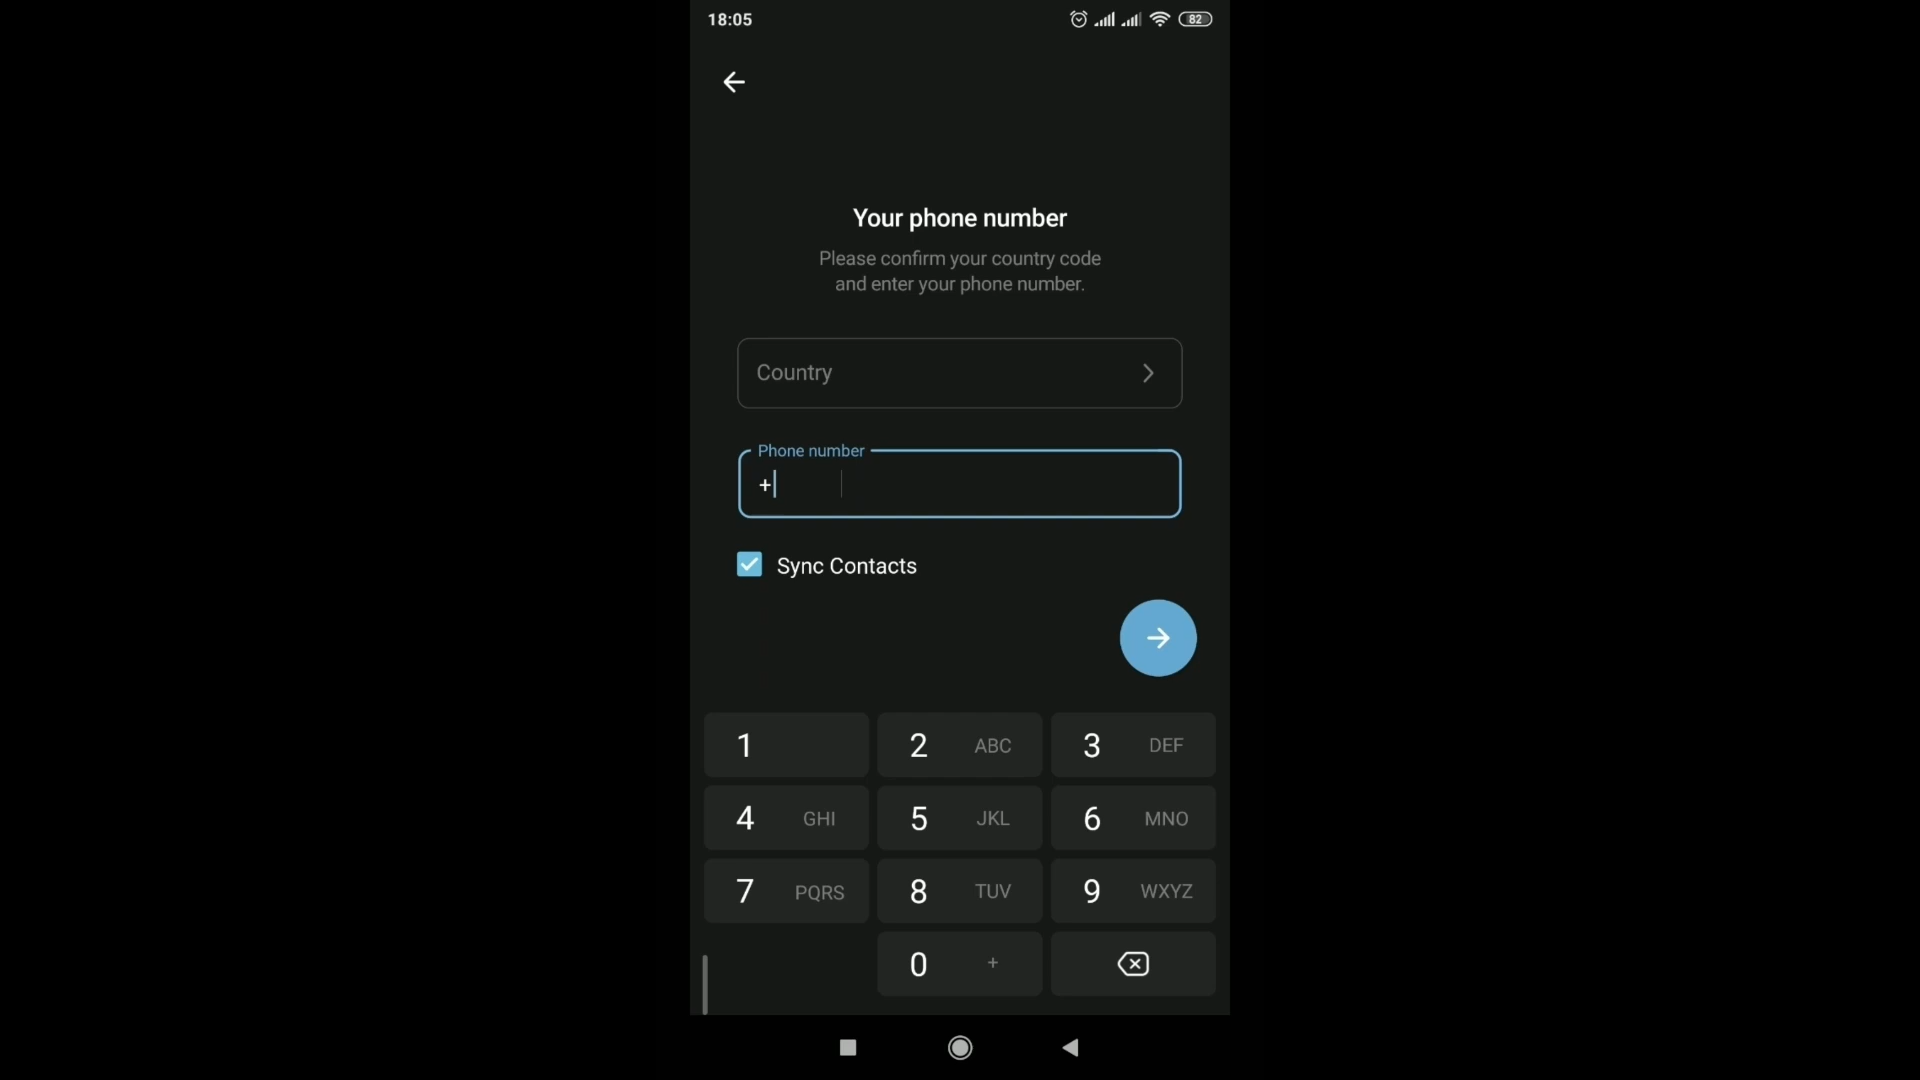 18:05
82
Your phone number
Please confirm your country code
and enter your phone number.
Country
Phone number
+
Sync Contacts
1
2 ABC
3 DEF
4 GHI
5 JKL
6 MNO
7 PQRS
8 TUV
9 WXYZ
0 +